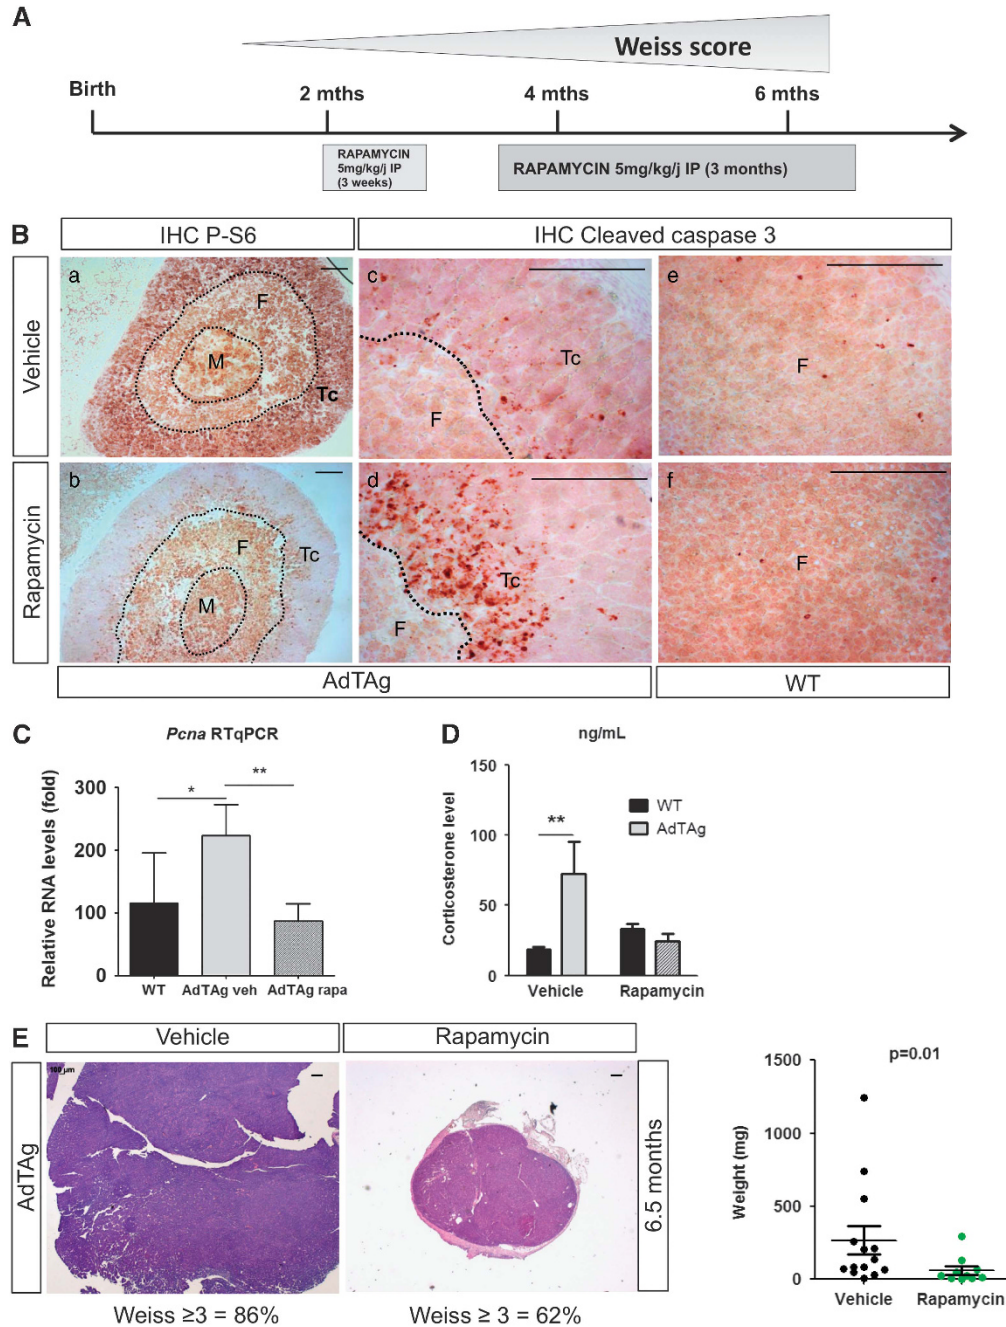 A
Weiss score
Birth
2 mths
4 mths
6 mths
RAPAMYCIN
5mg/kg/j IP
(3 weeks)
RAPAMYCIN 5mg/kg/j IP (3 months)
B
IHC P-S6
IHC Cleaved caspase 3
Vehicle
a
F
M
Tc
c
Tc
F
e
F
Rapamycin
b
F
Tc
M
d
Tc
F
f
F
AdTAg
WT
C
Pcna RTqPCR
Relative RNA levels (fold)
300
200
100
0
*
**
WT
AdTAg veh
AdTAg rapa
D
ng/mL
Corticosterone level
150
100
50
0
**
WT
AdTAg
Vehicle
Rapamycin
E
Vehicle
Rapamycin
AdTAg
100 µm
6.5 months
Weiss ≥3 = 86%
Weiss ≥ 3 = 62%
p=0.01
Weight (mg)
1500
1000
500
0
Vehicle
Rapamycin